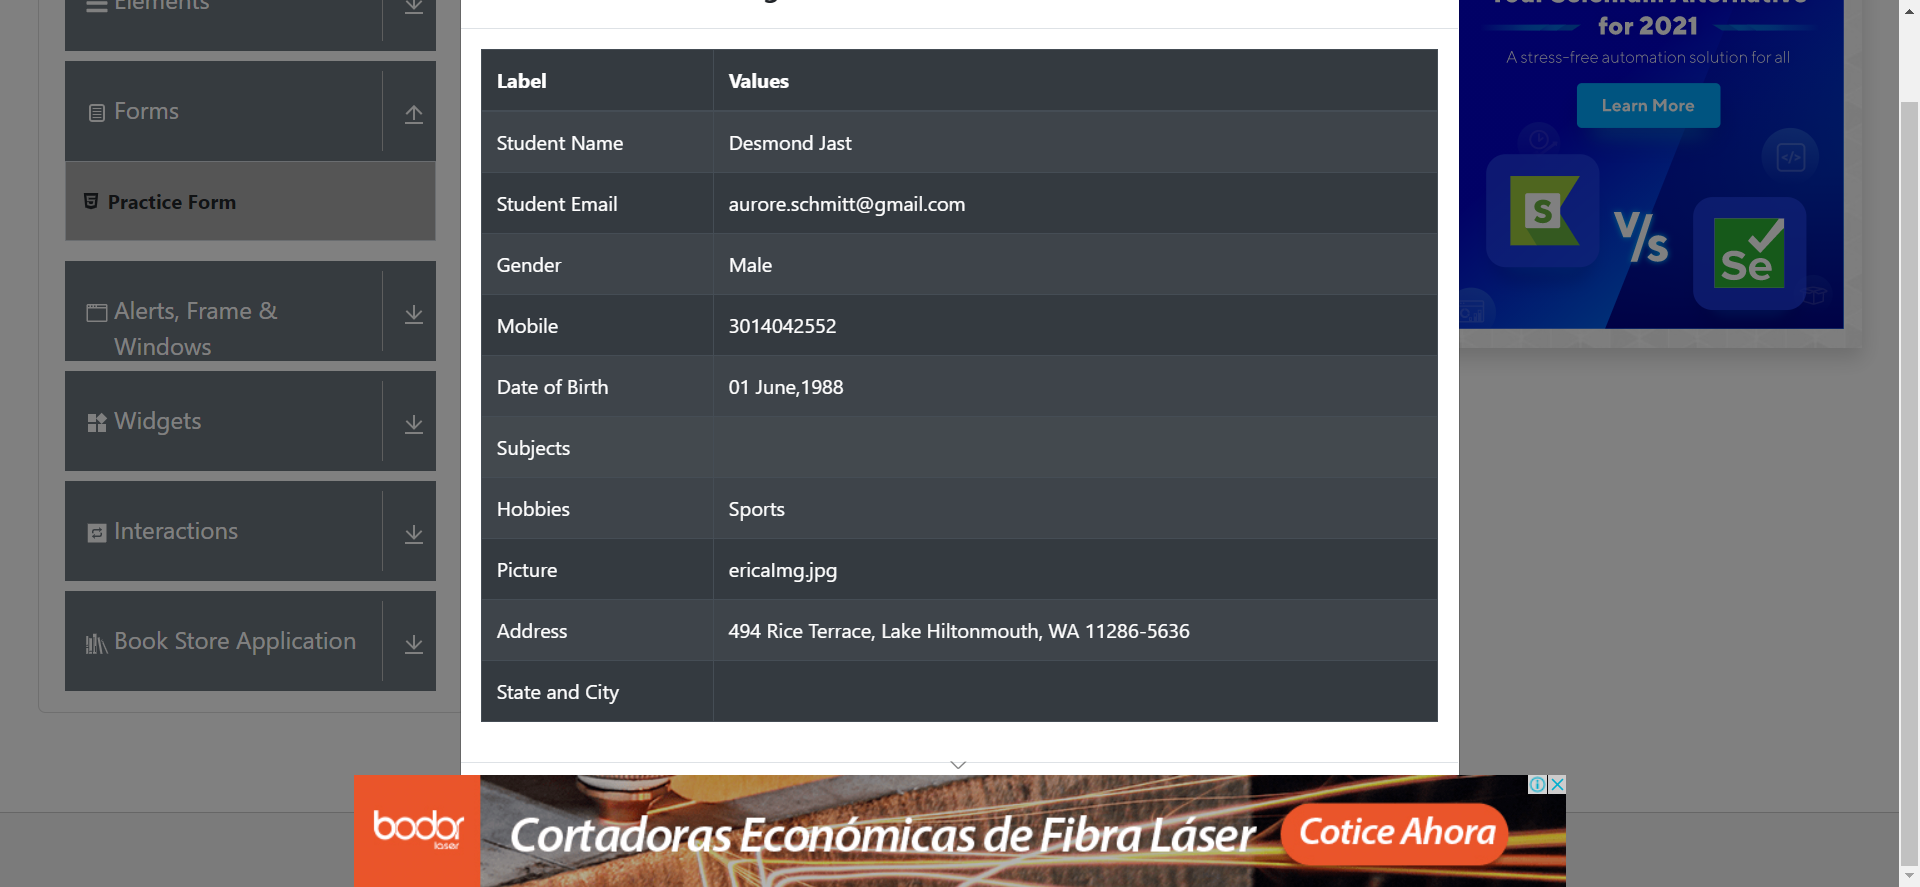 Elements
Forms
Practice Form
Alerts, Frame &
Windows
Widgets
Interactions
Book Store Application
Label Values
Student Name Desmond Jast
Student Email aurore.schmitt@gmail.com
Gender Male
Mobile 3014042552
Date of Birth 01 June,1988
Subjects
Hobbies Sports
Picture ericaImg.jpg
Address 494 Rice Terrace, Lake Hiltonmouth, WA 11286-5636
State and City
Your Selenium Alternative
for 2021
A stress-free automation solution for all
Learn More
S
V/s
Se
bodor
laser
Cortadoras Económicas de Fibra Láser
Cotice Ahora